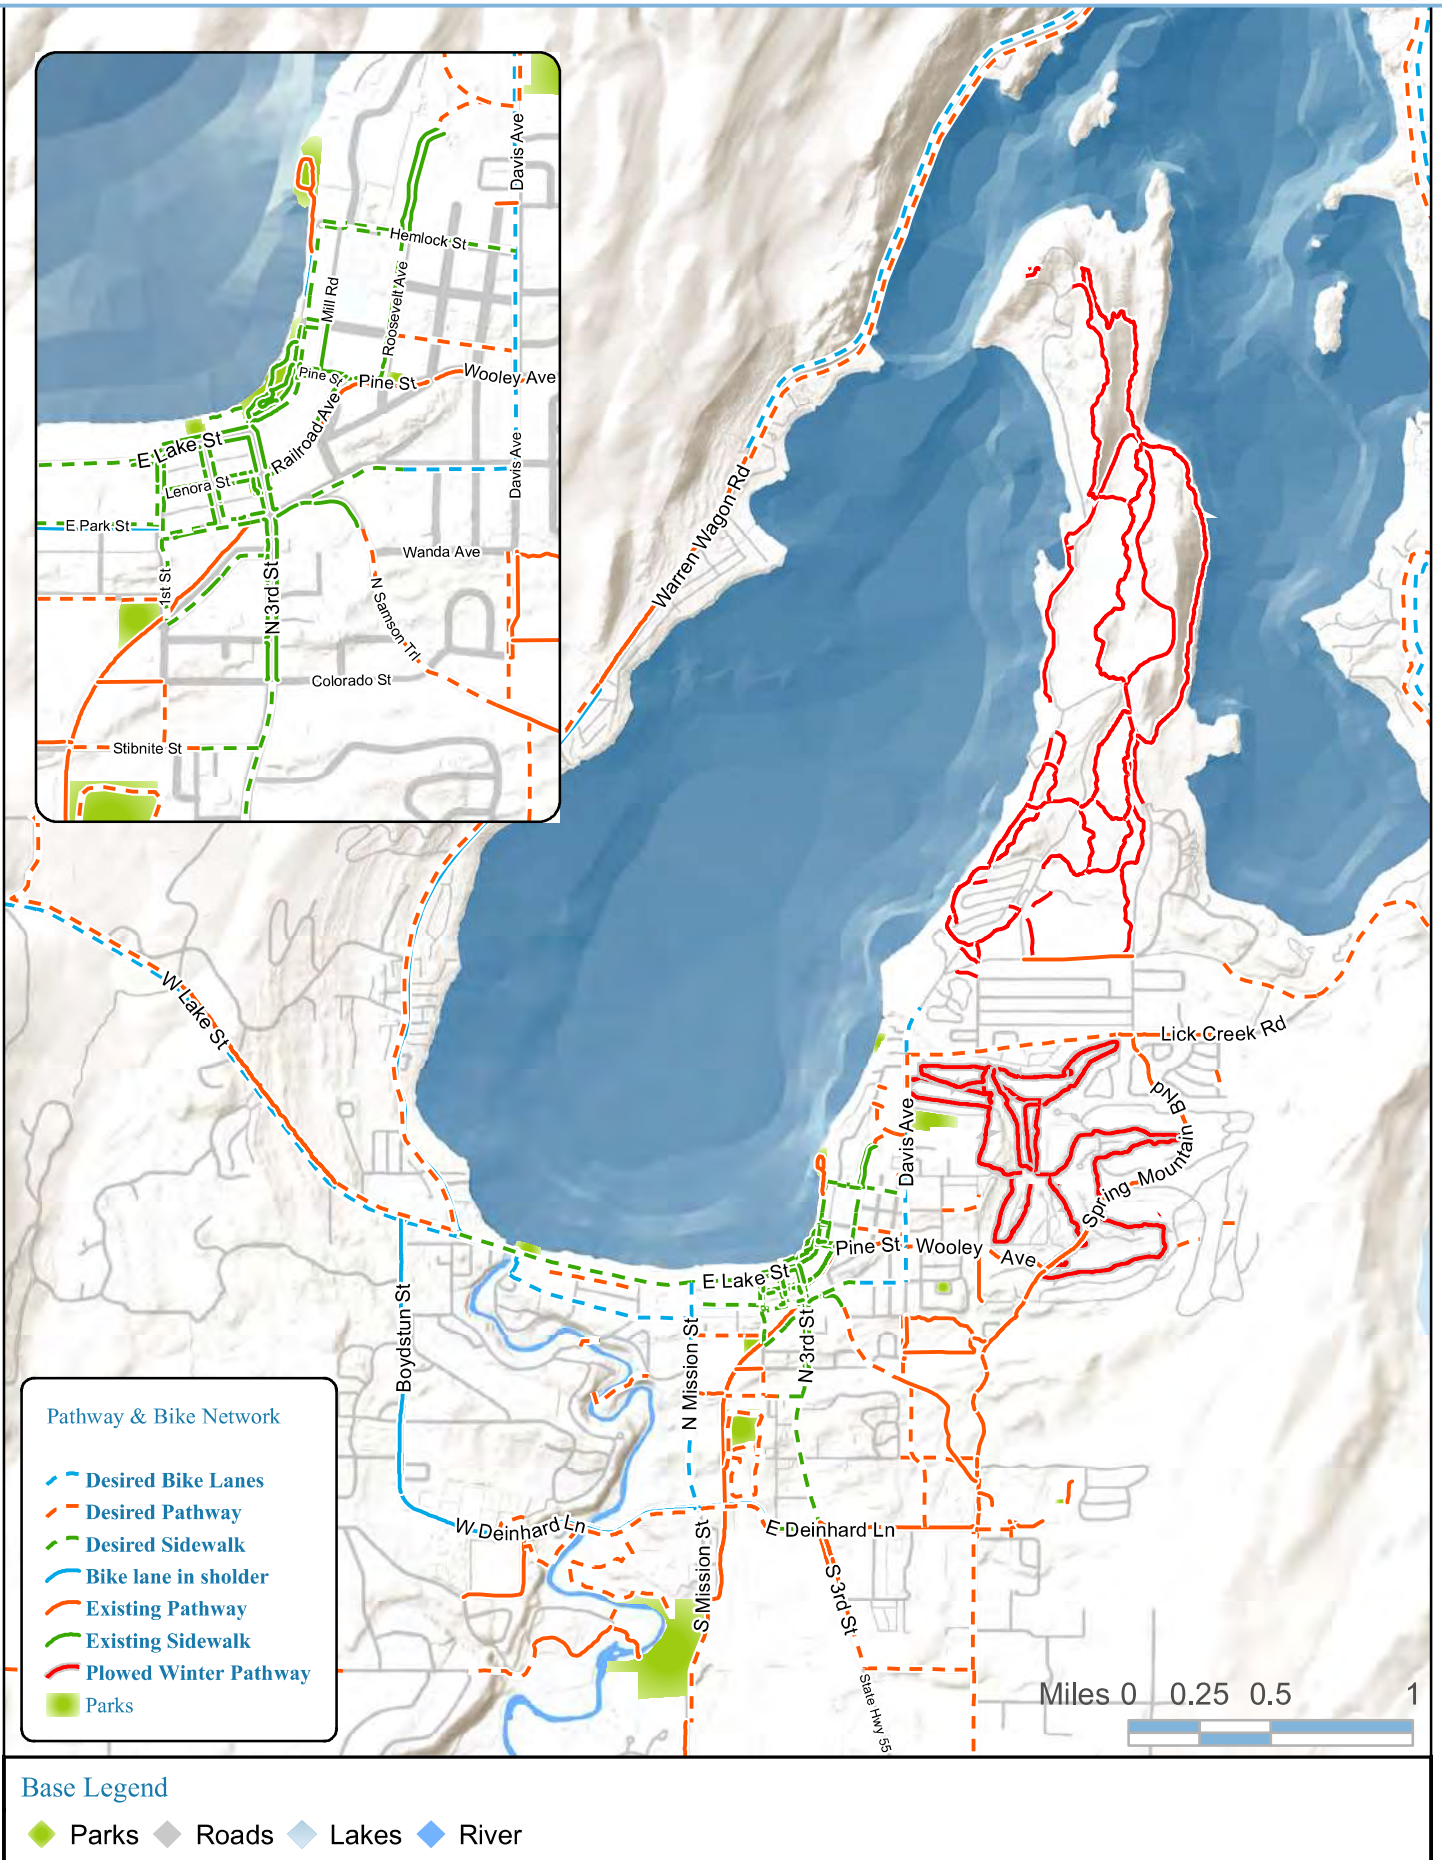 Davis Ave
Hemlock St
Mill Rd
Roosevelt Ave
Pine St
Pine St
Wooley Ave
Railroad Ave
E Lake St
Lenora St
Davis Ave
E Park St
Wanda Ave
1st St
N 3rd St
N Samson Trl
Colorado St
Stibnite St
Warren Wagon Rd
W Lake St
Lick Creek Rd
Spring Mountain Blvd
Davis Ave
Pine St
Wooley Ave
E Lake St
Boydstun St
N Mission St
N 3rd St
W Deinhard Ln
E Deinhard Ln
S Mission St
S 3rd St
State Hwy 55
Pathway & Bike Network
Desired Bike Lanes
Desired Pathway
Desired Sidewalk
Bike lane in sholder
Existing Pathway
Existing Sidewalk
Plowed Winter Pathway
Parks
Miles 0 0.25 0.5 1
Base Legend
Parks Roads Lakes River